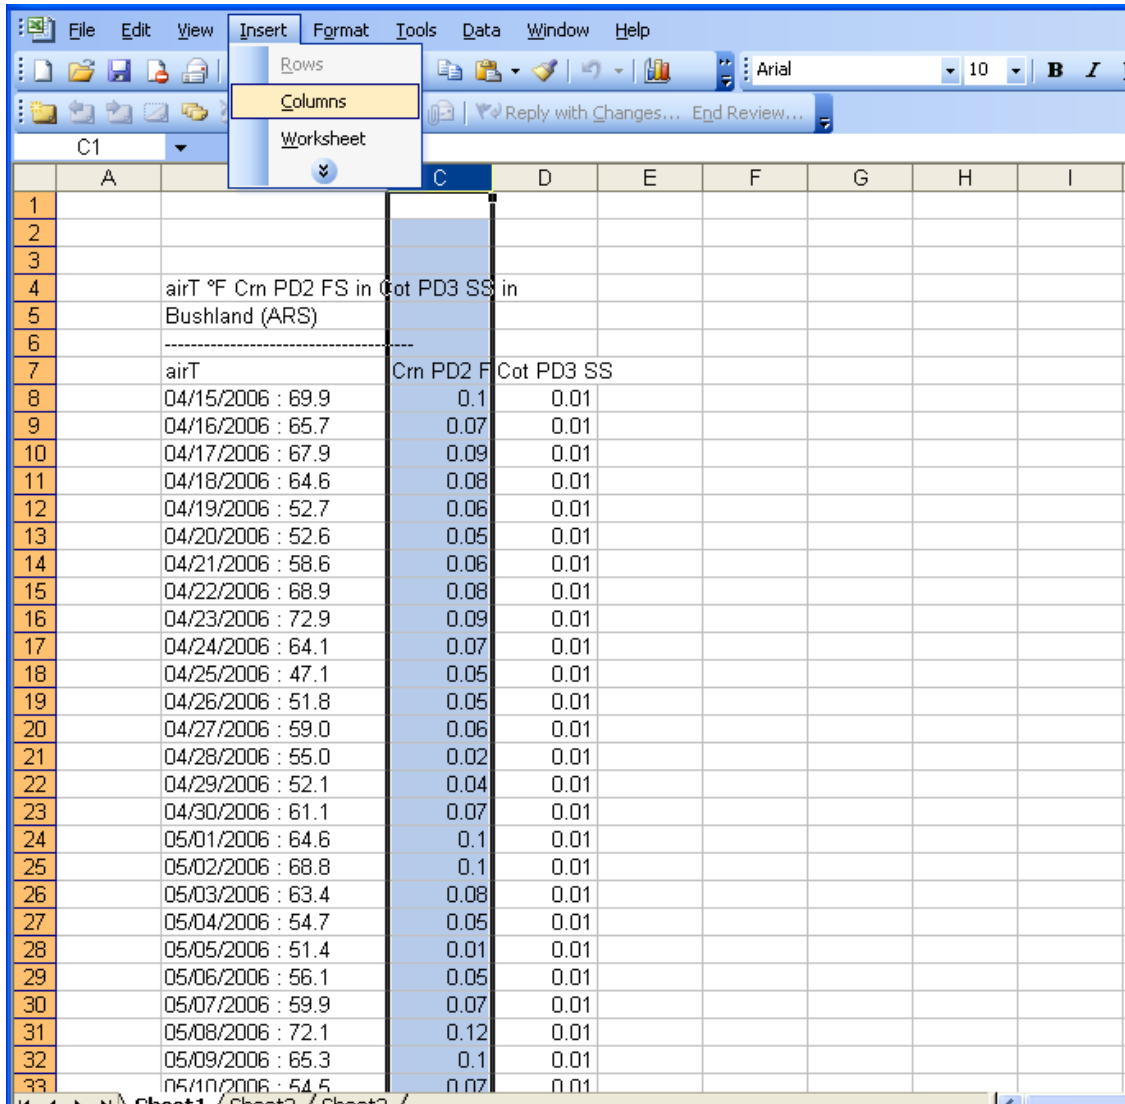 File Edit View Insert Format Tools Data Window Help
Rows
Arial 10 B I
Columns
Reply with Changes... End Review...
Worksheet
C1
A C D E F G H I
1
2
3
4 airT °F Crn PD2 FS in Cot PD3 SS in
5 Bushland (ARS)
6 --------------------------------------
7 airT Crn PD2 F Cot PD3 SS
8 04/15/2006 : 69.9 0.1 0.01
9 04/16/2006 : 65.7 0.07 0.01
10 04/17/2006 : 67.9 0.09 0.01
11 04/18/2006 : 64.6 0.08 0.01
12 04/19/2006 : 52.7 0.06 0.01
13 04/20/2006 : 52.6 0.05 0.01
14 04/21/2006 : 58.6 0.06 0.01
15 04/22/2006 : 68.9 0.08 0.01
16 04/23/2006 : 72.9 0.09 0.01
17 04/24/2006 : 64.1 0.07 0.01
18 04/25/2006 : 47.1 0.05 0.01
19 04/26/2006 : 51.8 0.05 0.01
20 04/27/2006 : 59.0 0.06 0.01
21 04/28/2006 : 55.0 0.02 0.01
22 04/29/2006 : 52.1 0.04 0.01
23 04/30/2006 : 61.1 0.07 0.01
24 05/01/2006 : 64.6 0.1 0.01
25 05/02/2006 : 68.8 0.1 0.01
26 05/03/2006 : 63.4 0.08 0.01
27 05/04/2006 : 54.7 0.05 0.01
28 05/05/2006 : 51.4 0.01 0.01
29 05/06/2006 : 56.1 0.05 0.01
30 05/07/2006 : 59.9 0.07 0.01
31 05/08/2006 : 72.1 0.12 0.01
32 05/09/2006 : 65.3 0.1 0.01
33 05/10/2006 : 54.5 0.07 0.01
Sheet1 Sheet2 Sheet3